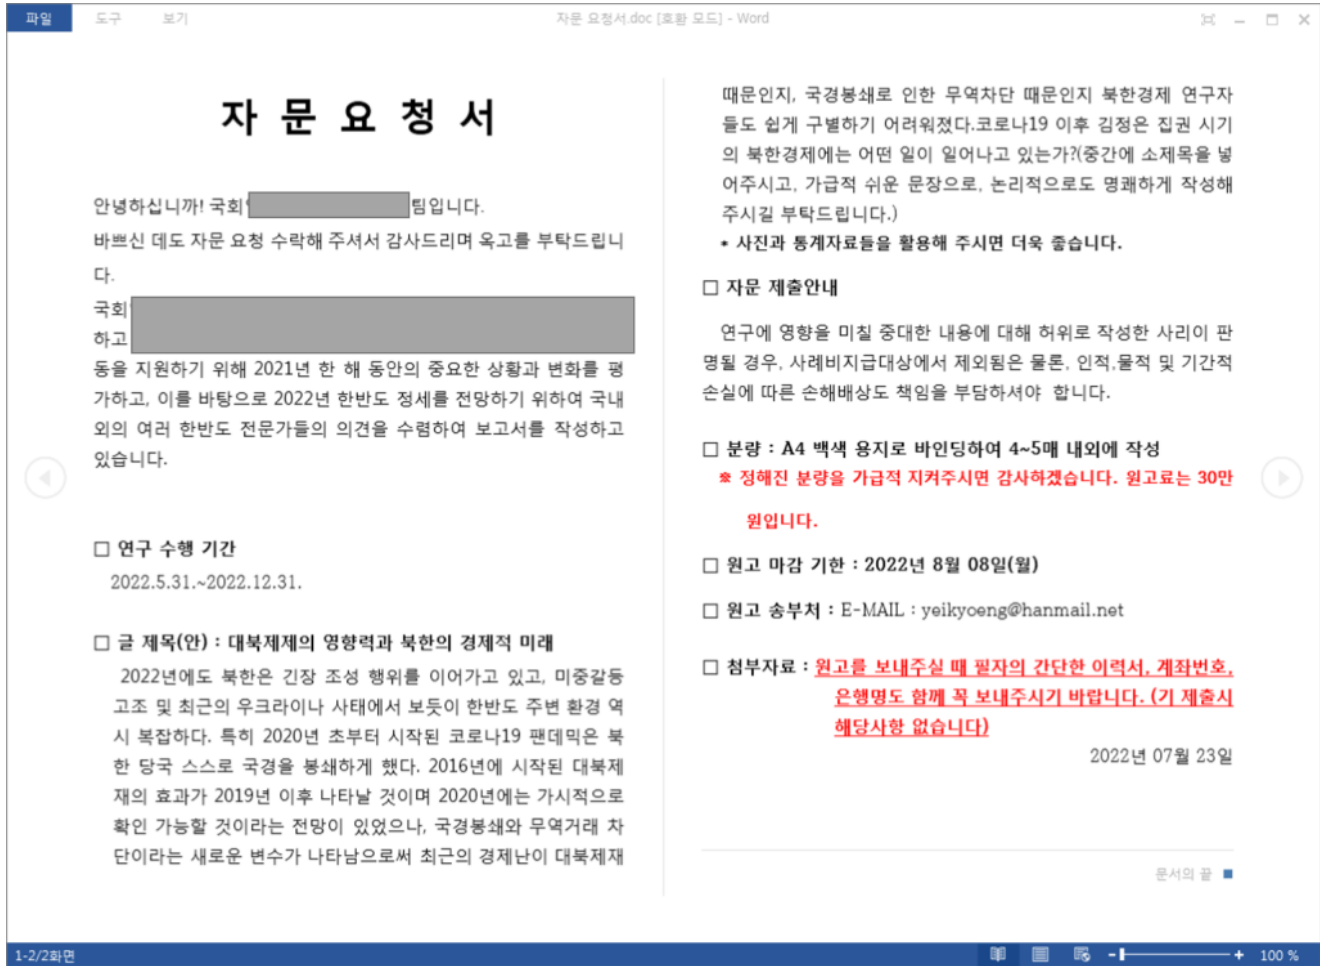 파일 도구 보기 자문 요청서.doc [호환 모드] - Word
자 문 요 청 서
안녕하십니까! 국회 팀입니다.
바쁘신 데도 자문 요청 수락해 주셔서 감사드리며 옥고를 부탁드립니
다.
국회
하고
동을 지원하기 위해 2021년 한 해 동안의 중요한 상황과 변화를 평
가하고, 이를 바탕으로 2022년 한반도 정세를 전망하기 위하여 국내
외의 여러 한반도 전문가들의 의견을 수렴하여 보고서를 작성하고
있습니다.
□ 연구 수행 기간
2022.5.31.~2022.12.31.
□ 글 제목(안) : 대북제제의 영향력과 북한의 경제적 미래
2022년에도 북한은 긴장 조성 행위를 이어가고 있고, 미중갈등
고조 및 최근의 우크라이나 사태에서 보듯이 한반도 주변 환경 역
시 복잡하다. 특히 2020년 초부터 시작된 코로나19 팬데믹은 북
한 당국 스스로 국경을 봉쇄하게 했다. 2016년에 시작된 대북제
재의 효과가 2019년 이후 나타날 것이며 2020년에는 가시적으로
확인 가능할 것이라는 전망이 있었으나, 국경봉쇄와 무역거래 차
단이라는 새로운 변수가 나타남으로써 최근의 경제난이 대북제재
때문인지, 국경봉쇄로 인한 무역차단 때문인지 북한경제 연구자
들도 쉽게 구별하기 어려워졌다.코로나19 이후 김정은 집권 시기
의 북한경제에는 어떤 일이 일어나고 있는가?(중간에 소제목을 넣
어주시고, 가급적 쉬운 문장으로, 논리적으로도 명쾌하게 작성해
주시길 부탁드립니다.)
* 사진과 통계자료들을 활용해 주시면 더욱 좋습니다.
□ 자문 제출안내
연구에 영향을 미칠 중대한 내용에 대해 허위로 작성한 사리이 판
명될 경우, 사례비지급대상에서 제외됨은 물론, 인적,물적 및 기간적
손실에 따른 손해배상도 책임을 부담하셔야 합니다.
□ 분량 : A4 백색 용지로 바인딩하여 4~5매 내외에 작성
※ 정해진 분량을 가급적 지켜주시면 감사하겠습니다. 원고료는 30만
원입니다.
□ 원고 마감 기한 : 2022년 8월 08일(월)
□ 원고 송부처 : E-MAIL : yeikyoeng@hanmail.net
□ 첨부자료 : 원고를 보내주실 때 필자의 간단한 이력서, 계좌번호,
은행명도 함께 꼭 보내주시기 바랍니다. (기 제출시
해당사항 없습니다)
2022년 07월 23일
문서의 끝
1-2/2화면 100 %